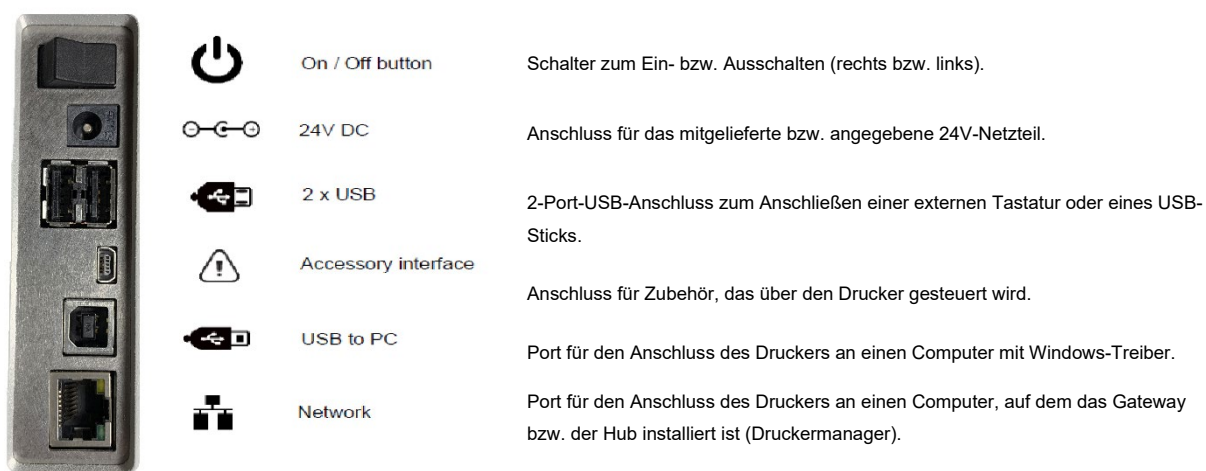 On / Off button
Schalter zum Ein- bzw. Ausschalten (rechts bzw. links).
24V DC
Anschluss für das mitgelieferte bzw. angegebene 24V-Netzteil.
2 x USB
2-Port-USB-Anschluss zum Anschließen einer externen Tastatur oder eines USB-
Sticks.
Accessory interface
Anschluss für Zubehör, das über den Drucker gesteuert wird.
USB to PC
Port für den Anschluss des Druckers an einen Computer mit Windows-Treiber.
Network
Port für den Anschluss des Druckers an einen Computer, auf dem das Gateway
bzw. der Hub installiert ist (Druckermanager).